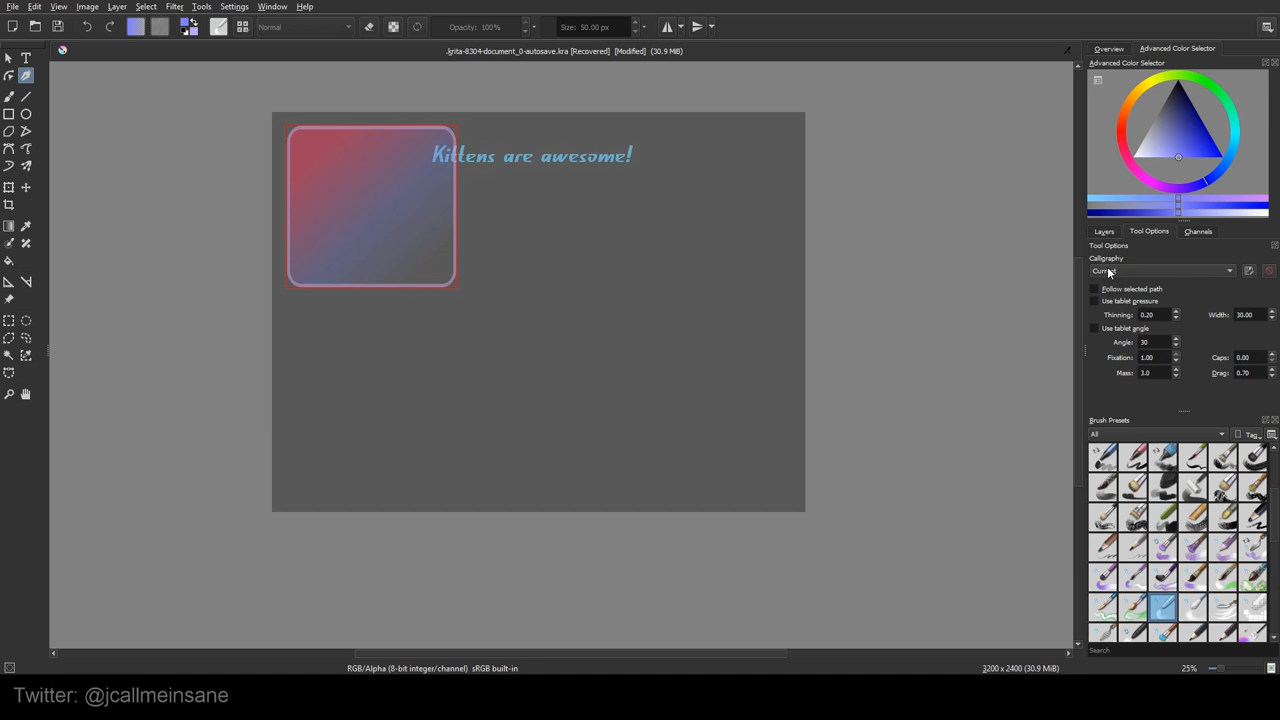 File Edit View Image Layer Select Filter Tools Settings Window Help
Normal Opacity: 100% Size: 50.00 px
.krita-8304-document_0-autosave.kra [Recovered] [Modified] (30.9 MiB)
Overview Advanced Color Selector
Advanced Color Selector
Kittens are awesome!
Layers Tool Options Channels
Tool Options
Calligraphy
Current
Follow selected path
Use tablet pressure
Thinning: 0.20 Width: 30.00
Use tablet angle
Angle: 30
Fixation: 1.00 Caps: 0.00
Mass: 3.0 Drag: 0.70
Brush Presets
All Tag
Search
RGB/Alpha (8-bit integer/channel) sRGB built-in 3200 x 2400 (30.9 MiB) 25%
Twitter: @jcallmeinsane